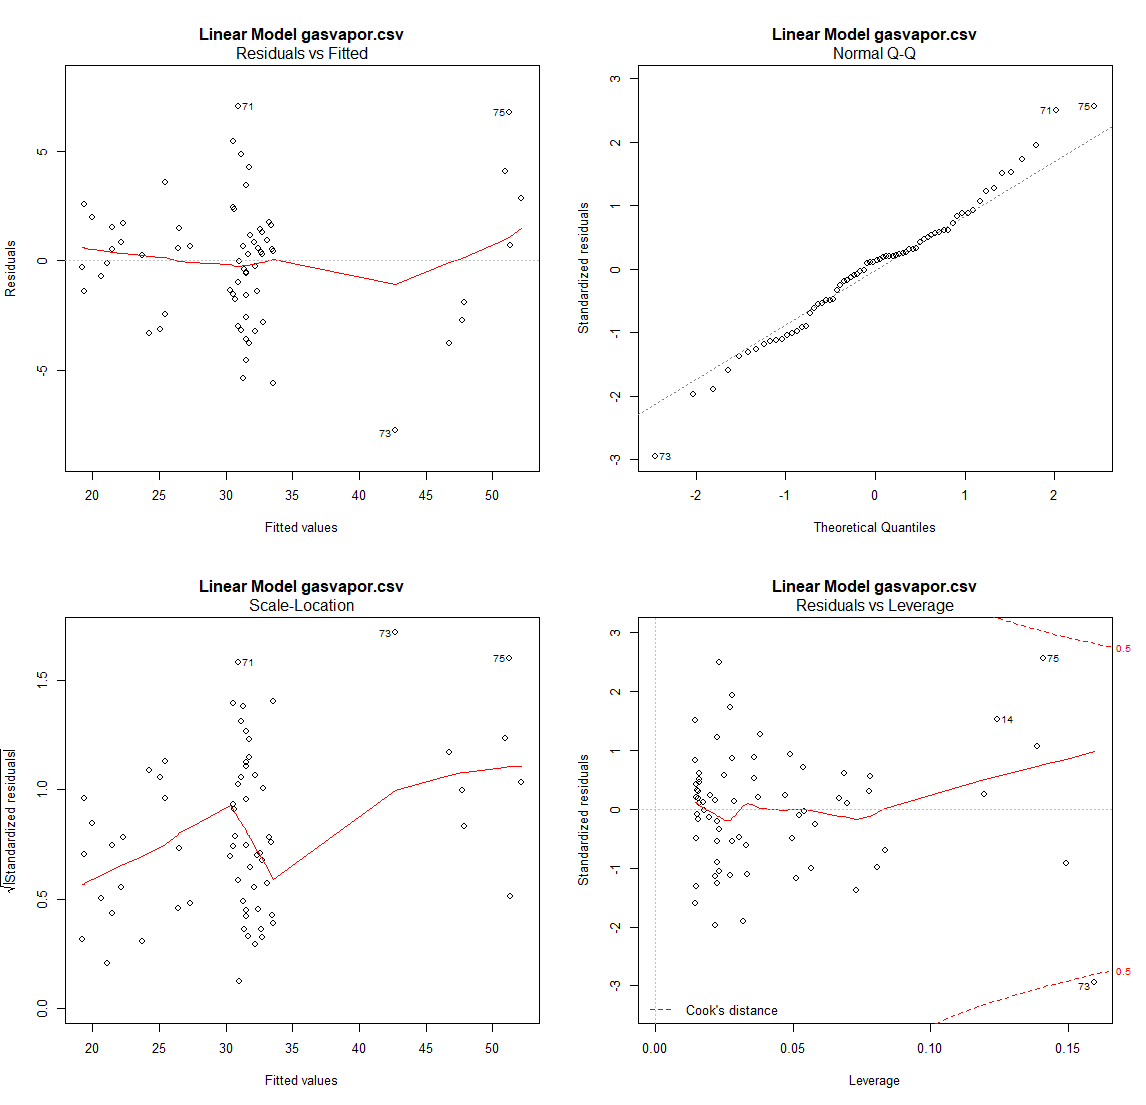 Linear Model gasvapor.csv
Residuals vs Fitted
71
75
73
5
0
-5
Residuals
20 25 30 35 40 45 50
Fitted values
Linear Model gasvapor.csv
Normal Q-Q
71
75
73
3
2
1
0
-1
-2
-3
Standardized residuals
-2 -1 0 1 2
Theoretical Quantiles
Linear Model gasvapor.csv
Scale-Location
73
75
71
1.5
1.0
0.5
0.0
√|Standardized residuals|
20 25 30 35 40 45 50
Fitted values
Linear Model gasvapor.csv
Residuals vs Leverage
0.5
75
14
0.5
73
Cook's distance
3
2
1
0
-1
-2
-3
Standardized residuals
0.00 0.05 0.10 0.15
Leverage